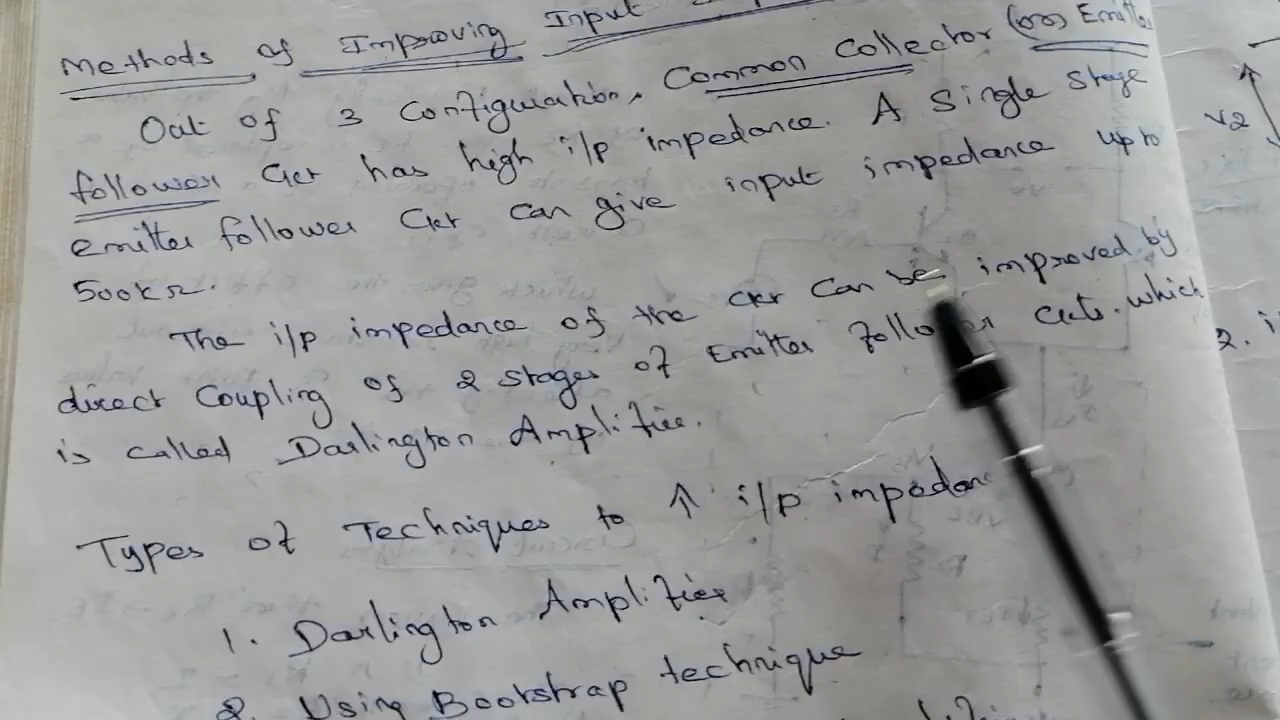 Methods of Improving Input
Out of 3 Configuration, Common Collector (or) Emitter
follower Ckt has high i/p impedance. A Single Stage
emitter follower Ckt Can give input impedance upto
500kΩ.
The i/p impedance of the ckt Can be improved by
direct Coupling of 2 stages of Emitter follower ckts. which
is called Darlington Amplifier.
Types of Techniques to ↑ i/p impedanc
1. Darlington Amplifier
2. Using Bootstrap technique
V2
2. i